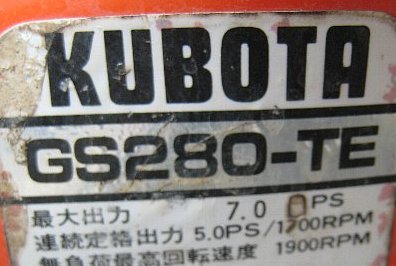 KUBOTA
GS280-TE
最大出力 7.0 PS
連続定格出力 5.0PS/1700RPM
無負荷最高回転速度 1900RPM